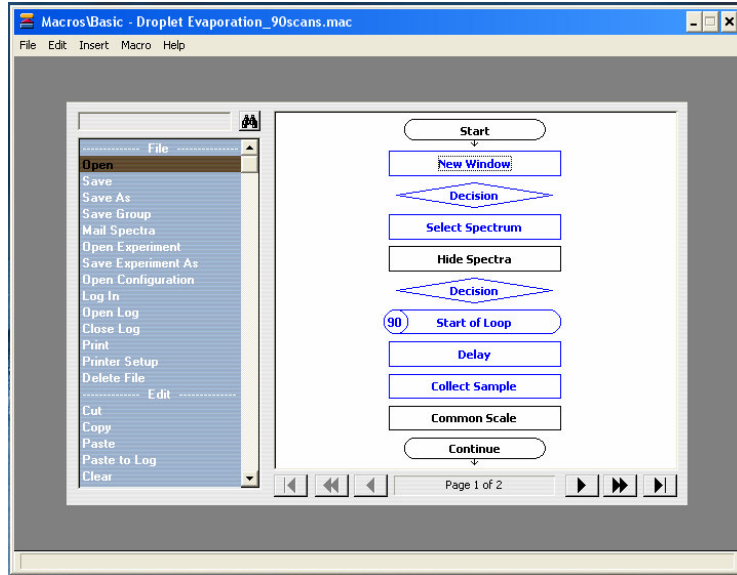 Macros\Basic - Droplet Evaporation_90scans.mac
File Edit Insert Macro Help
------------- File -------------
Open
Save
Save As
Save Group
Mail Spectra
Open Experiment
Save Experiment As
Open Configuration
Log In
Open Log
Close Log
Print
Printer Setup
Delete File
------------- Edit -------------
Cut
Copy
Paste
Paste to Log
Clear
Start
New Window
Decision
Select Spectrum
Hide Spectra
Decision
90 Start of Loop
Delay
Collect Sample
Common Scale
Continue
Page 1 of 2